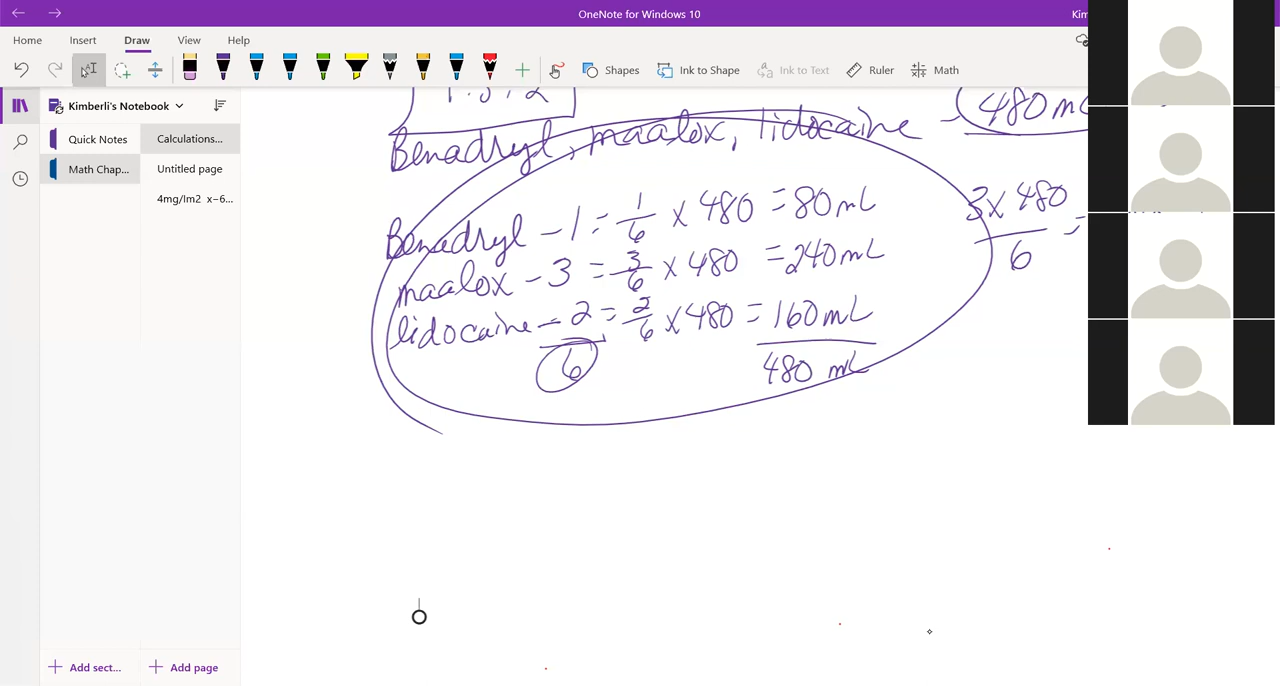 OneNote for Windows 10
Home Insert Draw View Help
Shapes Ink to Shape Ink to Text Ruler Math
Kimberli's Notebook
Quick Notes
Math Chap...
Calculations...
Untitled page
4mg/lm2 x-6...
480 mL
Benadryl, maalox, lidocaine -
Benadryl - 1 = 1/6 x 480 = 80 mL
maalox - 3 = 3/6 x 480 = 240 mL
lidocaine - 2 = 2/6 x 480 = 160 mL
6 480 mL
3 x 480 =
6
Add sect...
Add page